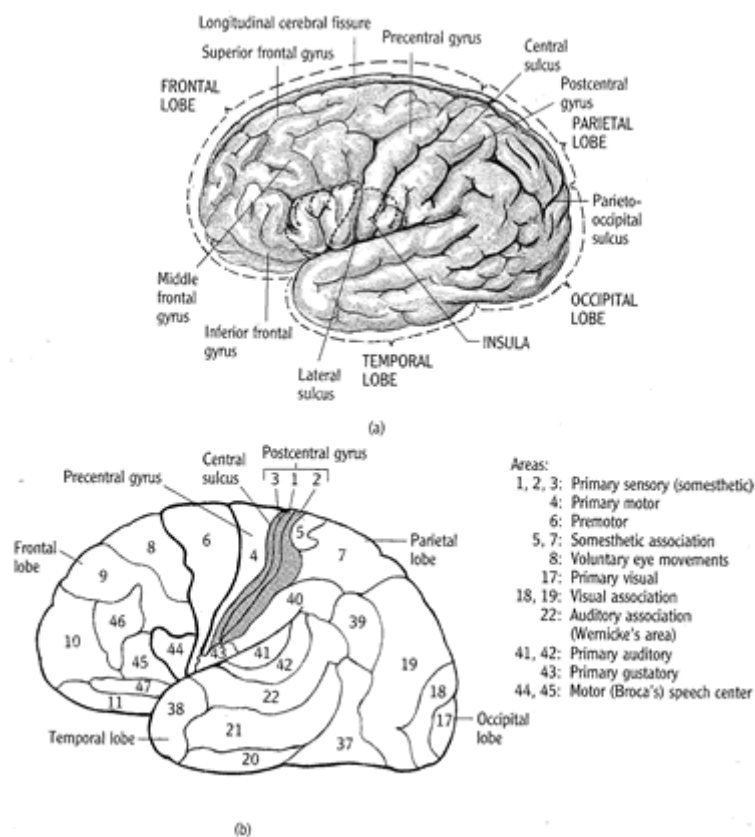 Longitudinal cerebral fissure
Precentral gyrus
Central
sulcus
Superior frontal gyrus
Postcentral
gyrus
FRONTAL
LOBE
PARIETAL
LOBE
Parieto-
occipital
sulcus
Middle
frontal
gyrus
OCCIPITAL
LOBE
Inferior frontal
gyrus
INSULA
TEMPORAL
LOBE
Lateral
sulcus
(a)
Postcentral gyrus
3 1 2
Central
sulcus
Precentral gyrus
Frontal
lobe
Parietal
lobe
8
6
4
5
7
9
46
10
44
45
47
11
43
41
42
40
39
19
18
17
38
22
21
20
37
Temporal lobe
Occipital
lobe
(b)
Areas:
1, 2, 3: Primary sensory (somesthetic)
4: Primary motor
6: Premotor
5, 7: Somesthetic association
8: Voluntary eye movements
17: Primary visual
18, 19: Visual association
22: Auditory association
(Wernicke's area)
41, 42: Primary auditory
43: Primary gustatory
44, 45: Motor (Broca's) speech center